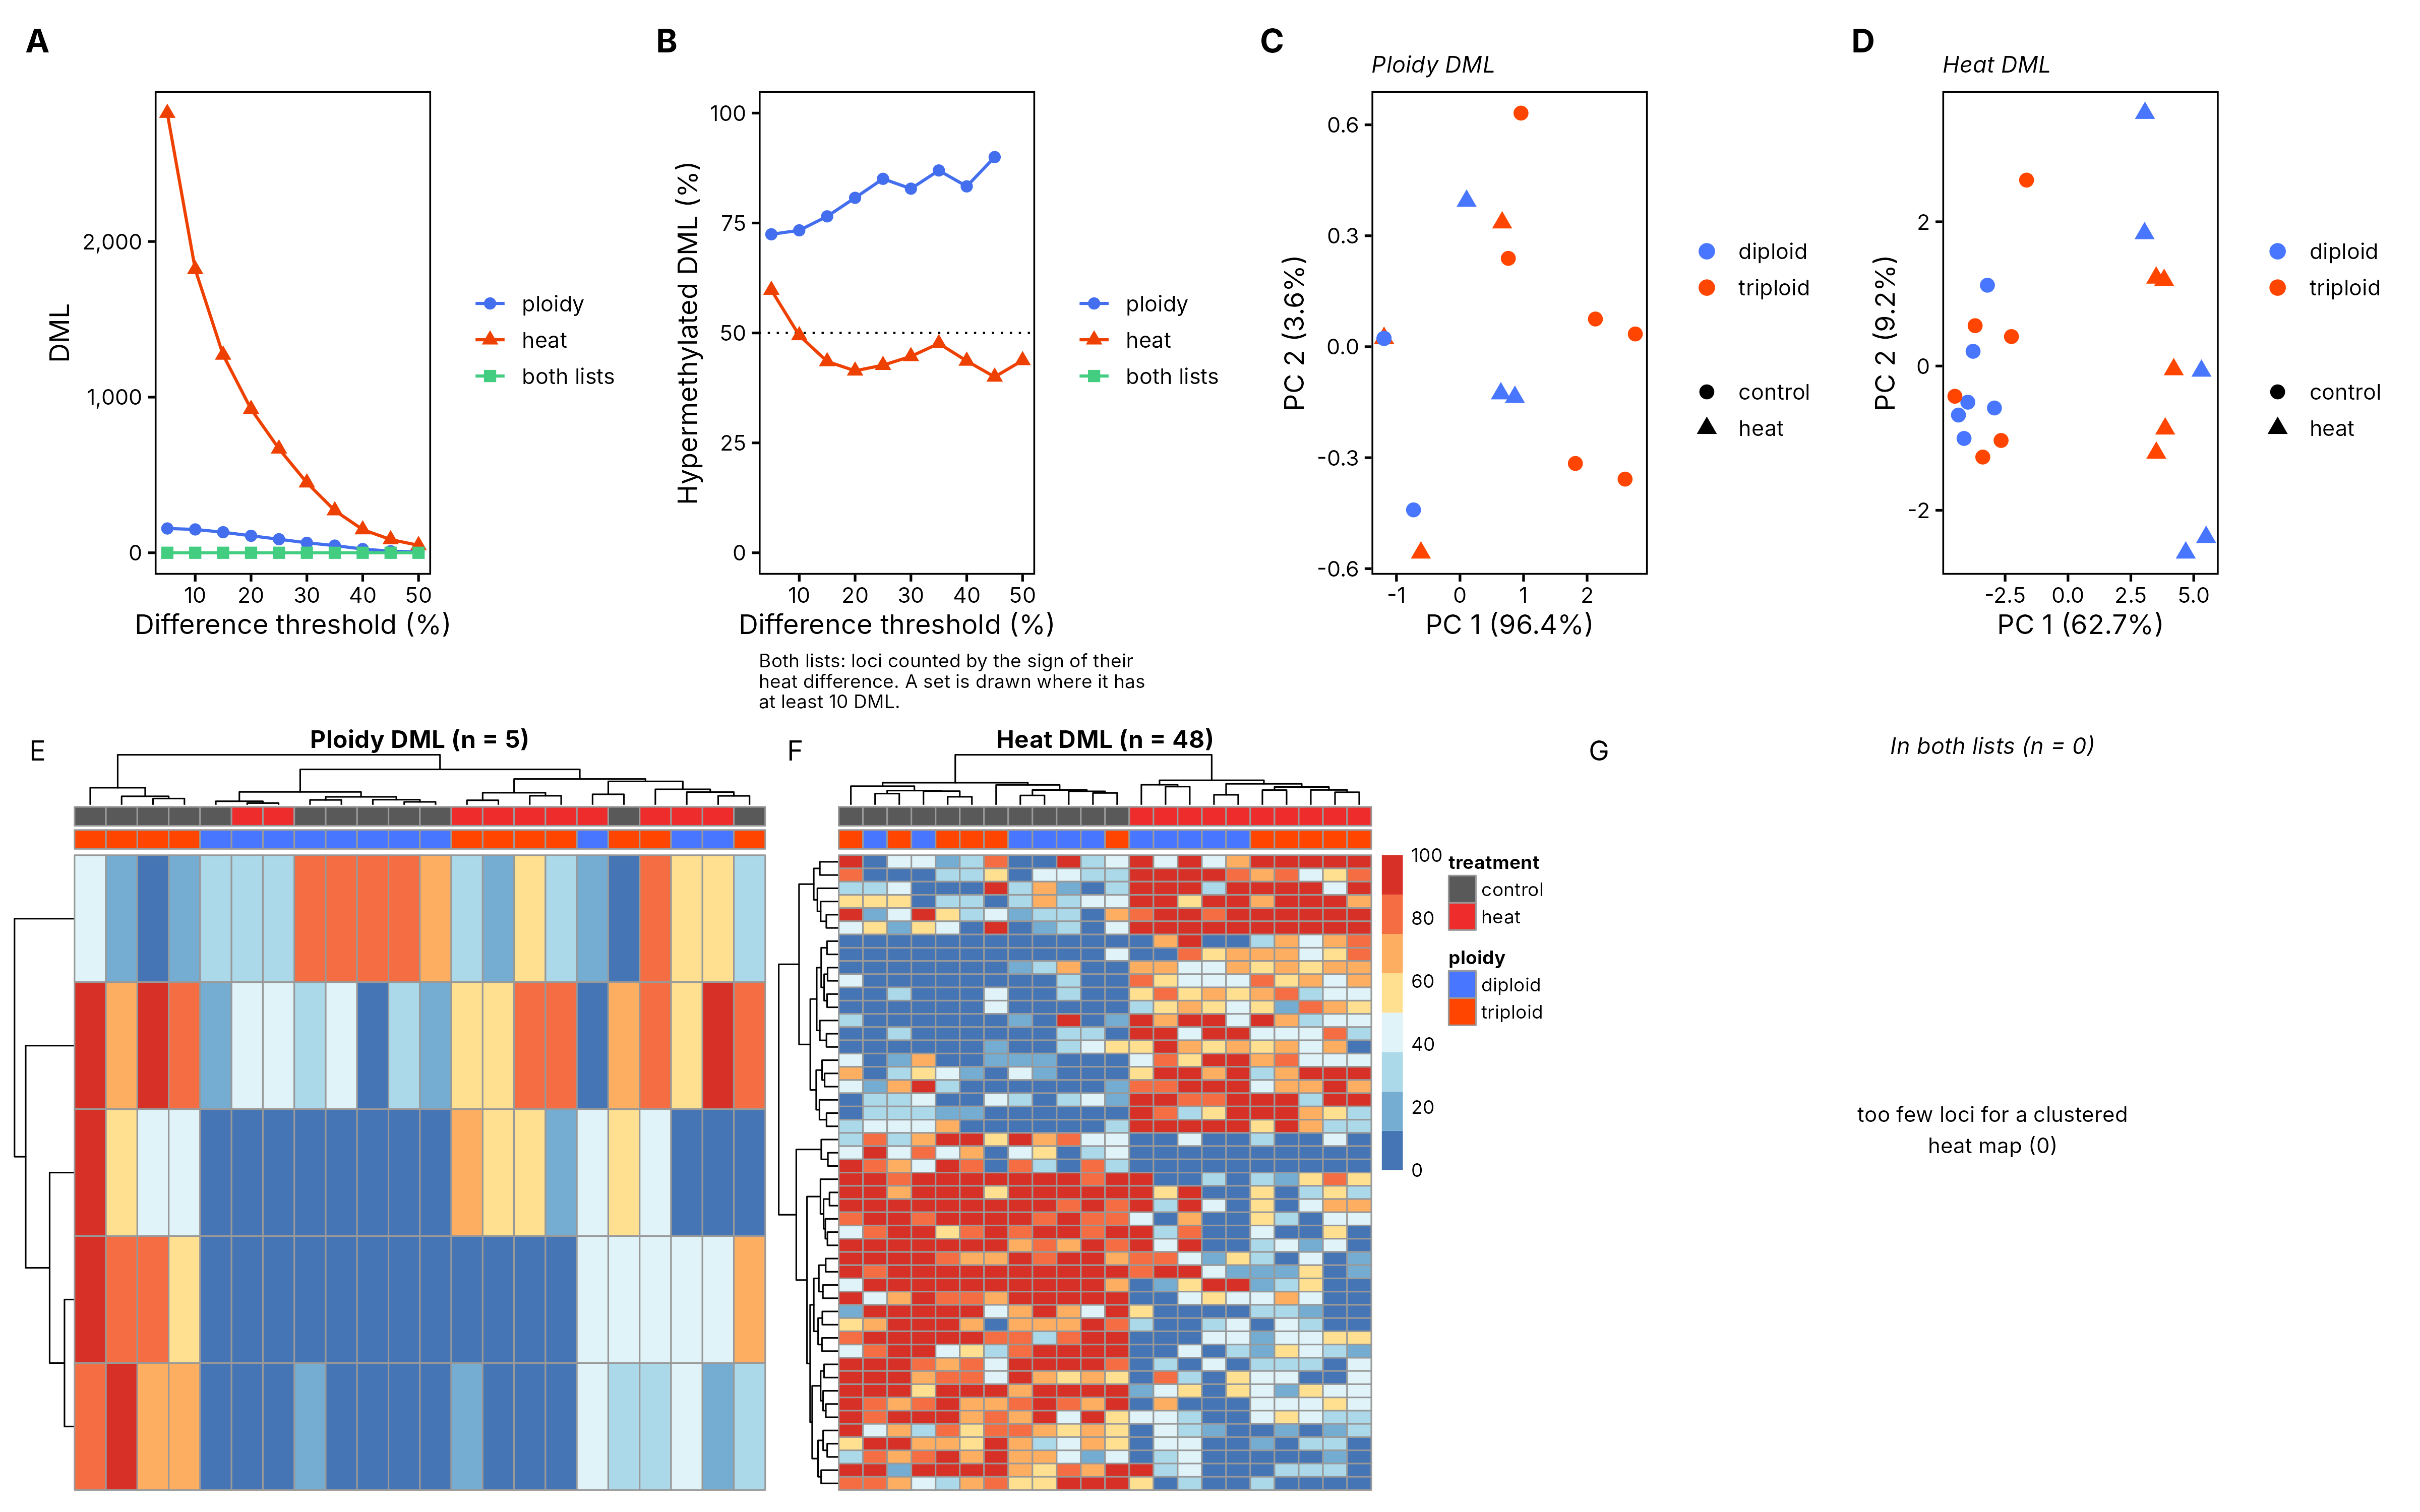 A
B
C
D
Ploidy DML
Heat DML
DML
2,000
1,000
0
10
20
30
40
50
Difference threshold (%)
ploidy
heat
both lists
Hypermethylated DML (%)
100
75
50
25
0
10
20
30
40
50
Difference threshold (%)
ploidy
heat
both lists
Both lists: loci counted by the sign of their
heat difference. A set is drawn where it has
at least 10 DML.
PC 2 (3.6%)
0.6
0.3
0.0
-0.3
-0.6
-1
0
1
2
PC 1 (96.4%)
diploid
triploid
control
heat
PC 2 (9.2%)
2
0
-2
-2.5
0.0
2.5
5.0
PC 1 (62.7%)
diploid
triploid
control
heat
E
Ploidy DML (n = 5)
F
Heat DML (n = 48)
100
80
60
40
20
0
treatment
control
heat
ploidy
diploid
triploid
G
In both lists (n = 0)
too few loci for a clustered
heat map (0)